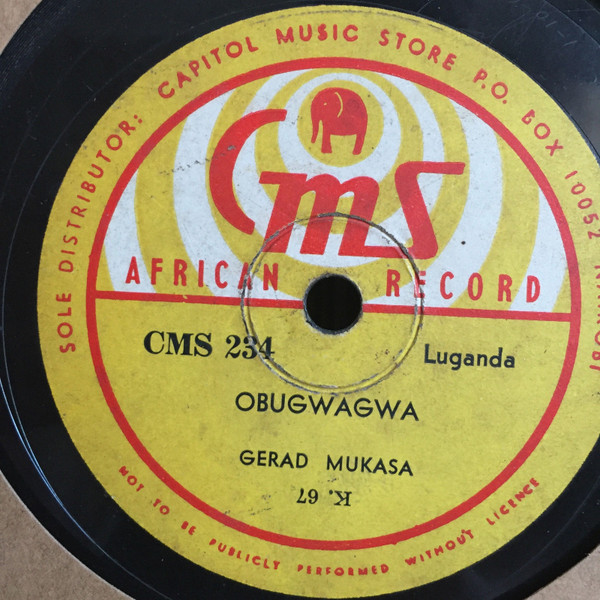 SOLE DISTRIBUTOR: CAPITOL MUSIC STORE P.O. BOX 10052 NAIROBI
CMS
AFRICAN RECORD
CMS 234
Luganda
OBUGWAGWA
GERAD MUKASA
K. 67
NOT TO BE PUBLICLY PERFORMED WITHOUT LICENCE